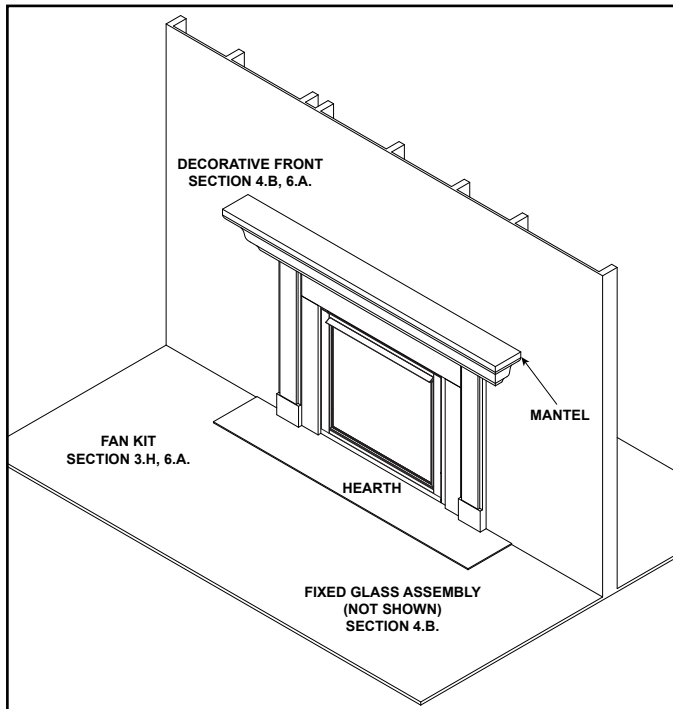 DECORATIVE FRONT
SECTION 4.B, 6.A.
MANTEL
FAN KIT
SECTION 3.H, 6.A.
HEARTH
FIXED GLASS ASSEMBLY
(NOT SHOWN)
SECTION 4.B.